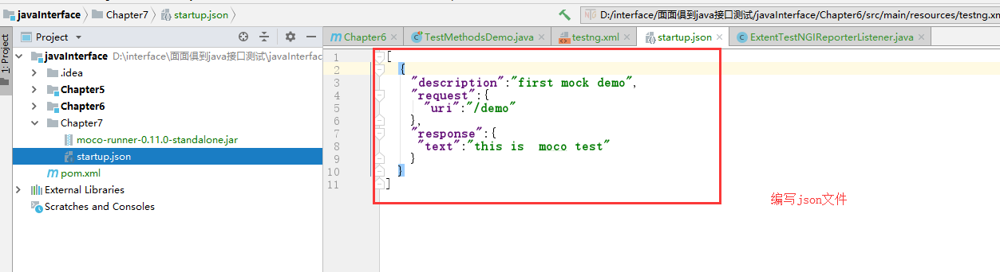 javaInterface Chapter7 startup.json
D:/interface/面面俱到java接口测试/javaInterface/Chapter6/src/main/resources/testng.xm
1: Project
Project
Chapter6 TestMethodsDemo.java testng.xml startup.json ExtentTestNGIReporterListener.java
javaInterface D:\interface\面面俱到java接口测试\javaInterfac
.idea
Chapter5
Chapter6
Chapter7
moco-runner-0.11.0-standalone.jar
startup.json
pom.xml
External Libraries
Scratches and Consoles
1 [
2 {
3 "description":"first mock demo",
4 "request":{
5 "uri":"/demo"
6 },
7 "response":{
8 "text":"this is  moco test"
9 }
10 }
11 ]
编写json文件